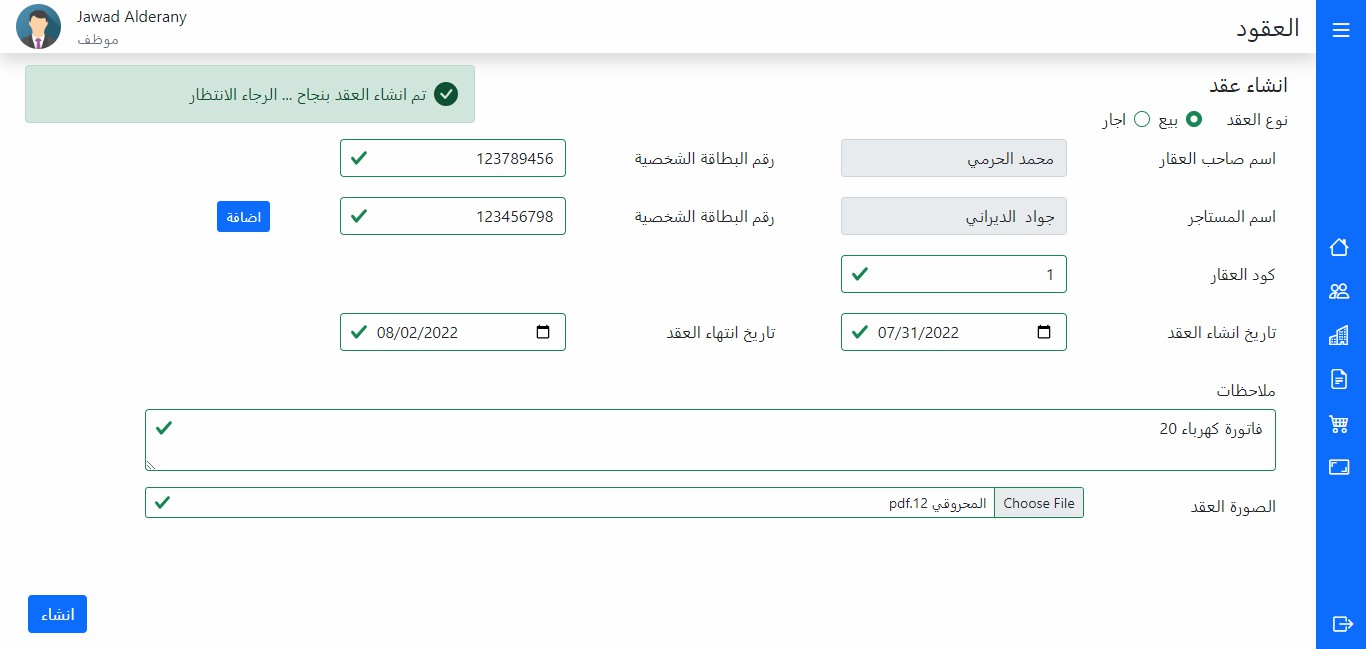 العقود
Jawad Alderany
موظف
انشاء عقد
تم انشاء العقد بنجاح ... الرجاء الانتظار
نوع العقد بيع اجار
اسم صاحب العقار محمد الحرمي رقم البطاقة الشخصية 123789456
اسم المستاجر جواد الديراني رقم البطاقة الشخصية 123456798 اضافة
كود العقار 1
تاريخ انشاء العقد 07/31/2022 تاريخ انتهاء العقد 08/02/2022
ملاحظات
فاتورة كهرباء 20
الصورة العقد Choose File المحروقي 12.pdf
انشاء